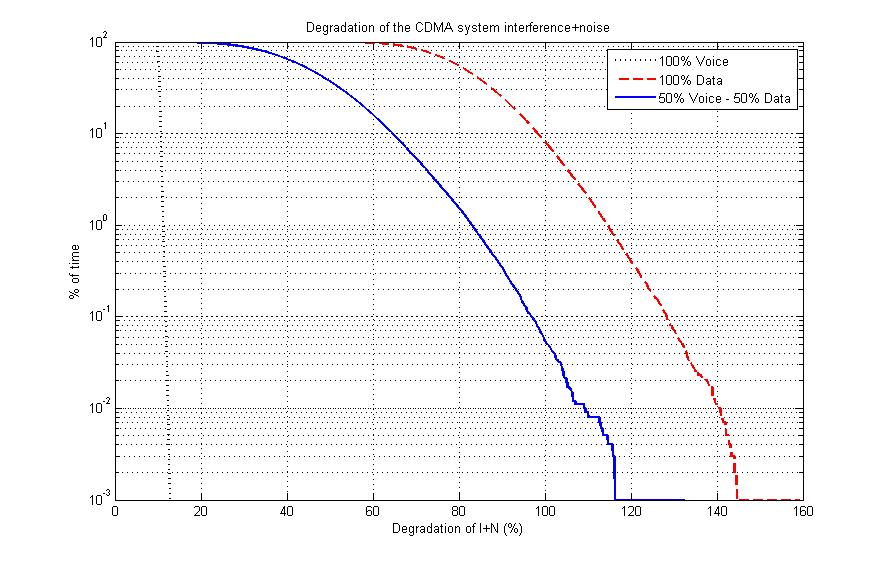 Degradation of the CDMA system interference+noise
100% Voice
100% Data
50% Voice - 50% Data
10^2
10^1
10^0
10^-1
10^-2
10^-3
% of time
0 20 40 60 80 100 120 140 160
Degradation of I+N (%)